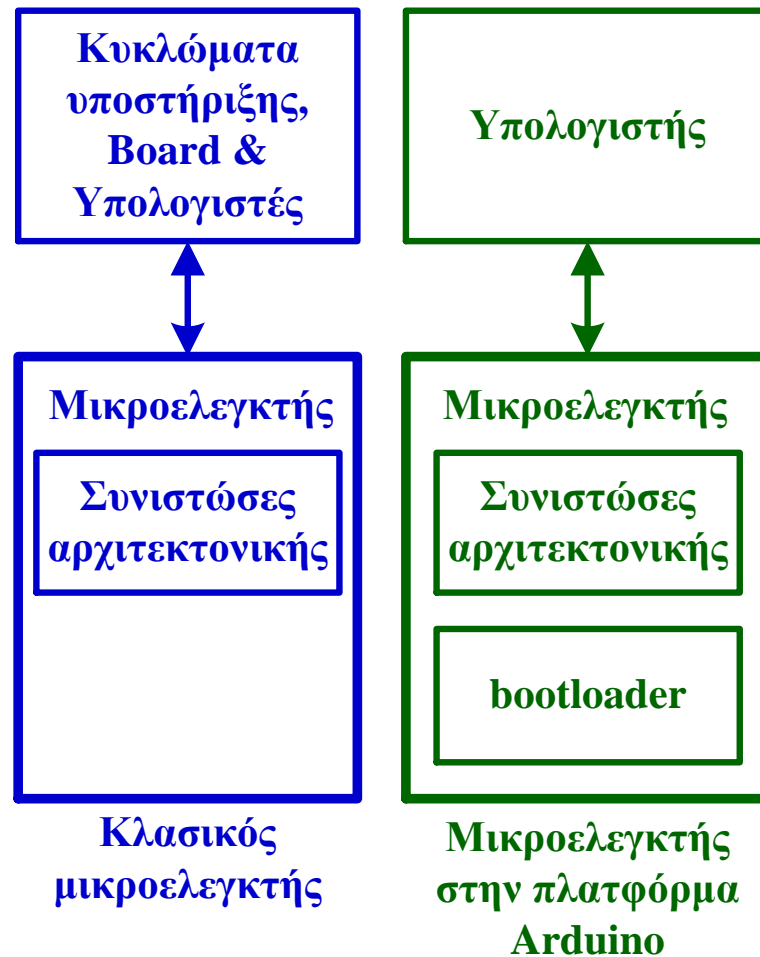 Κυκλώματα
υποστήριξης,
Board &
Υπολογιστές
Μικροελεγκτής
Συνιστώσες
αρχιτεκτονικής
Κλασικός
μικροελεγκτής
Υπολογιστής
Μικροελεγκτής
Συνιστώσες
αρχιτεκτονικής
bootloader
Μικροελεγκτής
στην πλατφόρμα
Arduino